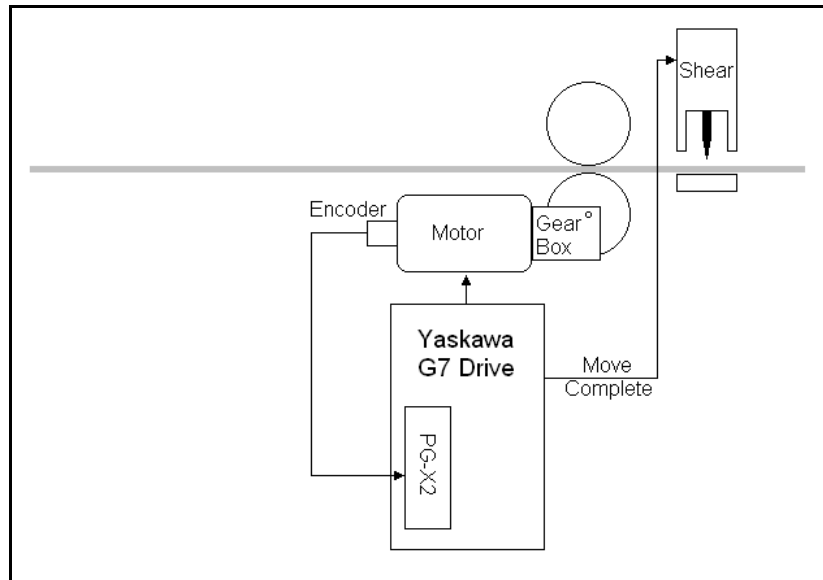 Shear
Encoder
Motor
Gear
Box
Yaskawa
G7 Drive
Move
Complete
PG-X2